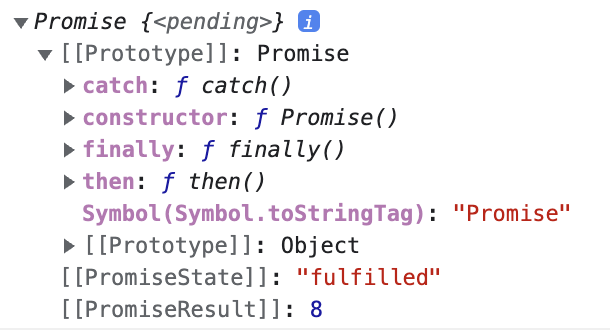 Promise {<pending>} i
[[Prototype]]: Promise
catch: ƒ catch()
constructor: ƒ Promise()
finally: ƒ finally()
then: ƒ then()
Symbol(Symbol.toStringTag): "Promise"
[[Prototype]]: Object
[[PromiseState]]: "fulfilled"
[[PromiseResult]]: 8